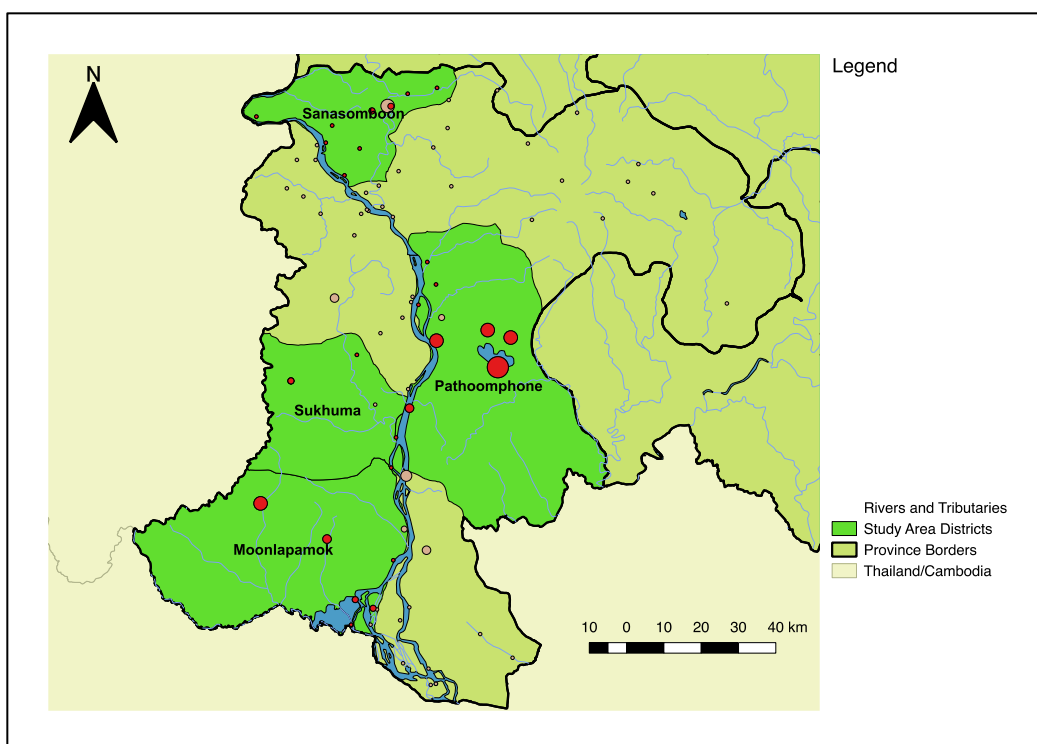 N
Legend
Sanasomboon
Pathoomphone
Sukhuma
Moonlapamok
Rivers and Tributaries
Study Area Districts
Province Borders
Thailand/Cambodia
10 0 10 20 30 40 km